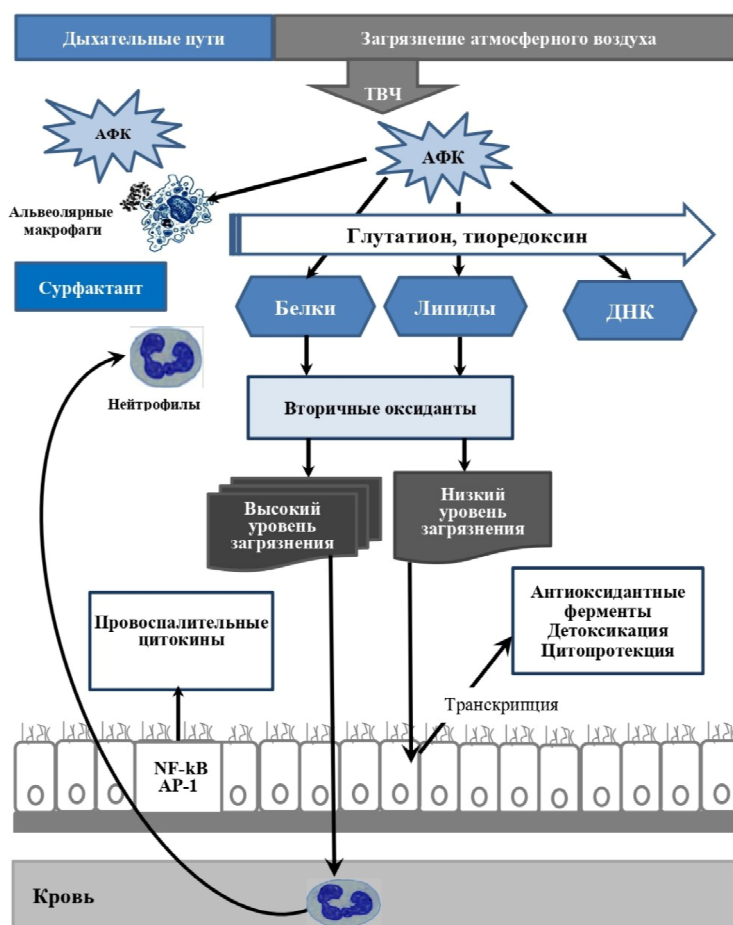 Дыхательные пути
Загрязнение атмосферного воздуха
ТВЧ
АФК
АФК
Альвеолярные
макрофаги
Глутатион, тиоредоксин
Сурфактант
Белки
Липиды
ДНК
Нейтрофилы
Вторичные оксиданты
Высокий
уровень
загрязнения
Низкий
уровень
загрязнения
Провоспалительные
цитокины
Антиоксидантные
ферменты
Детоксикация
Цитопротекция
Транскрипция
NF-kB
AP-1
Кровь